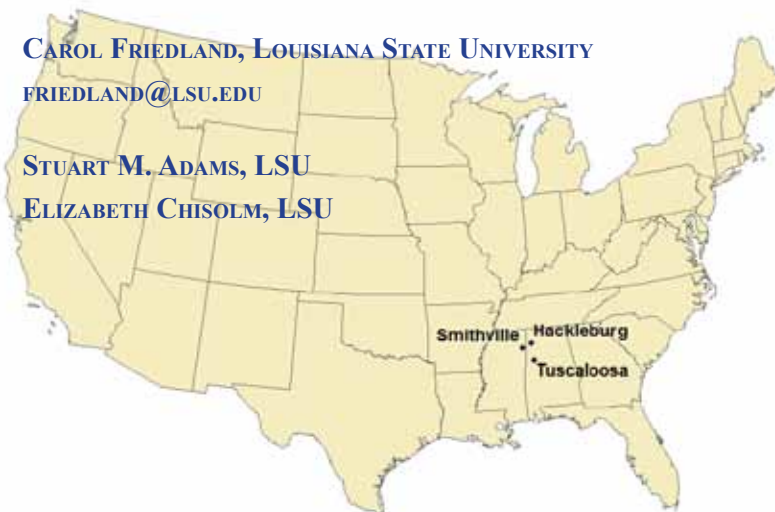 Carol Friedland, Louisiana State University
friedland@lsu.edu
Stuart M. Adams, LSU
Elizabeth Chisolm, LSU
Smithville Hackleburg
Tuscaloosa